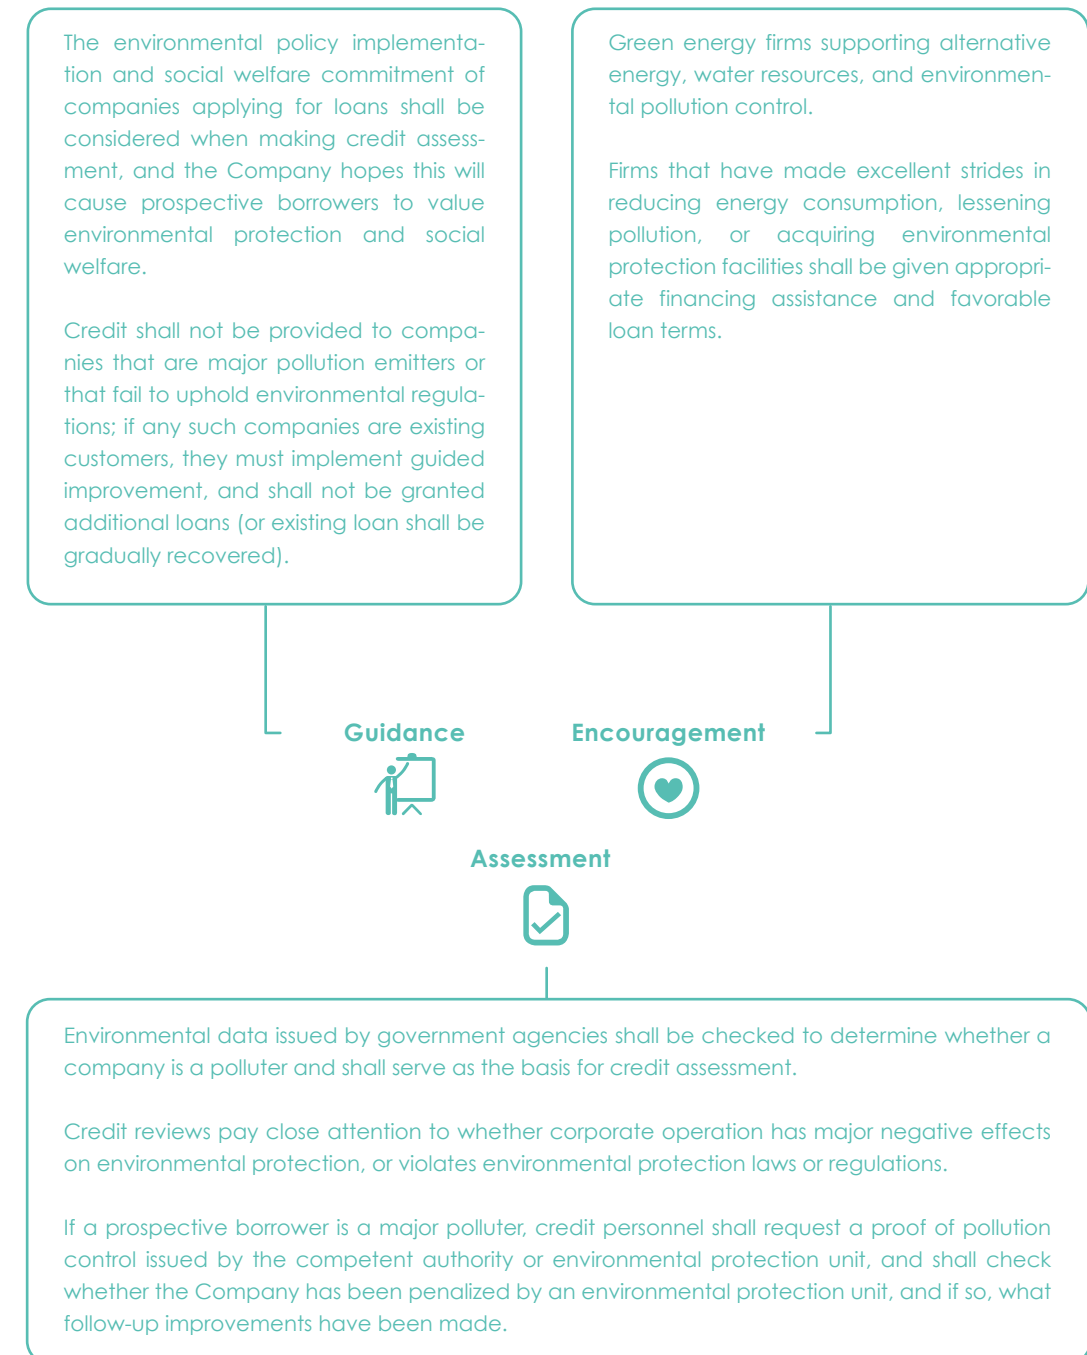 The environmental policy implementa-
tion and social welfare commitment of
companies applying for loans shall be
considered when making credit assess-
ment, and the Company hopes this will
cause prospective borrowers to value
environmental protection and social
welfare.
Credit shall not be provided to compa-
nies that are major pollution emitters or
that fail to uphold environmental regula-
tions; if any such companies are existing
customers, they must implement guided
improvement, and shall not be granted
additional loans (or existing loan shall be
gradually recovered).
Green energy firms supporting alternative
energy, water resources, and environmen-
tal pollution control.
Firms that have made excellent strides in
reducing energy consumption, lessening
pollution, or acquiring environmental
protection facilities shall be given appropri-
ate financing assistance and favorable
loan terms.
Guidance
Encouragement
Assessment
Environmental data issued by government agencies shall be checked to determine whether a
company is a polluter and shall serve as the basis for credit assessment.
Credit reviews pay close attention to whether corporate operation has major negative effects
on environmental protection, or violates environmental protection laws or regulations.
If a prospective borrower is a major polluter, credit personnel shall request a proof of pollution
control issued by the competent authority or environmental protection unit, and shall check
whether the Company has been penalized by an environmental protection unit, and if so, what
follow-up improvements have been made.